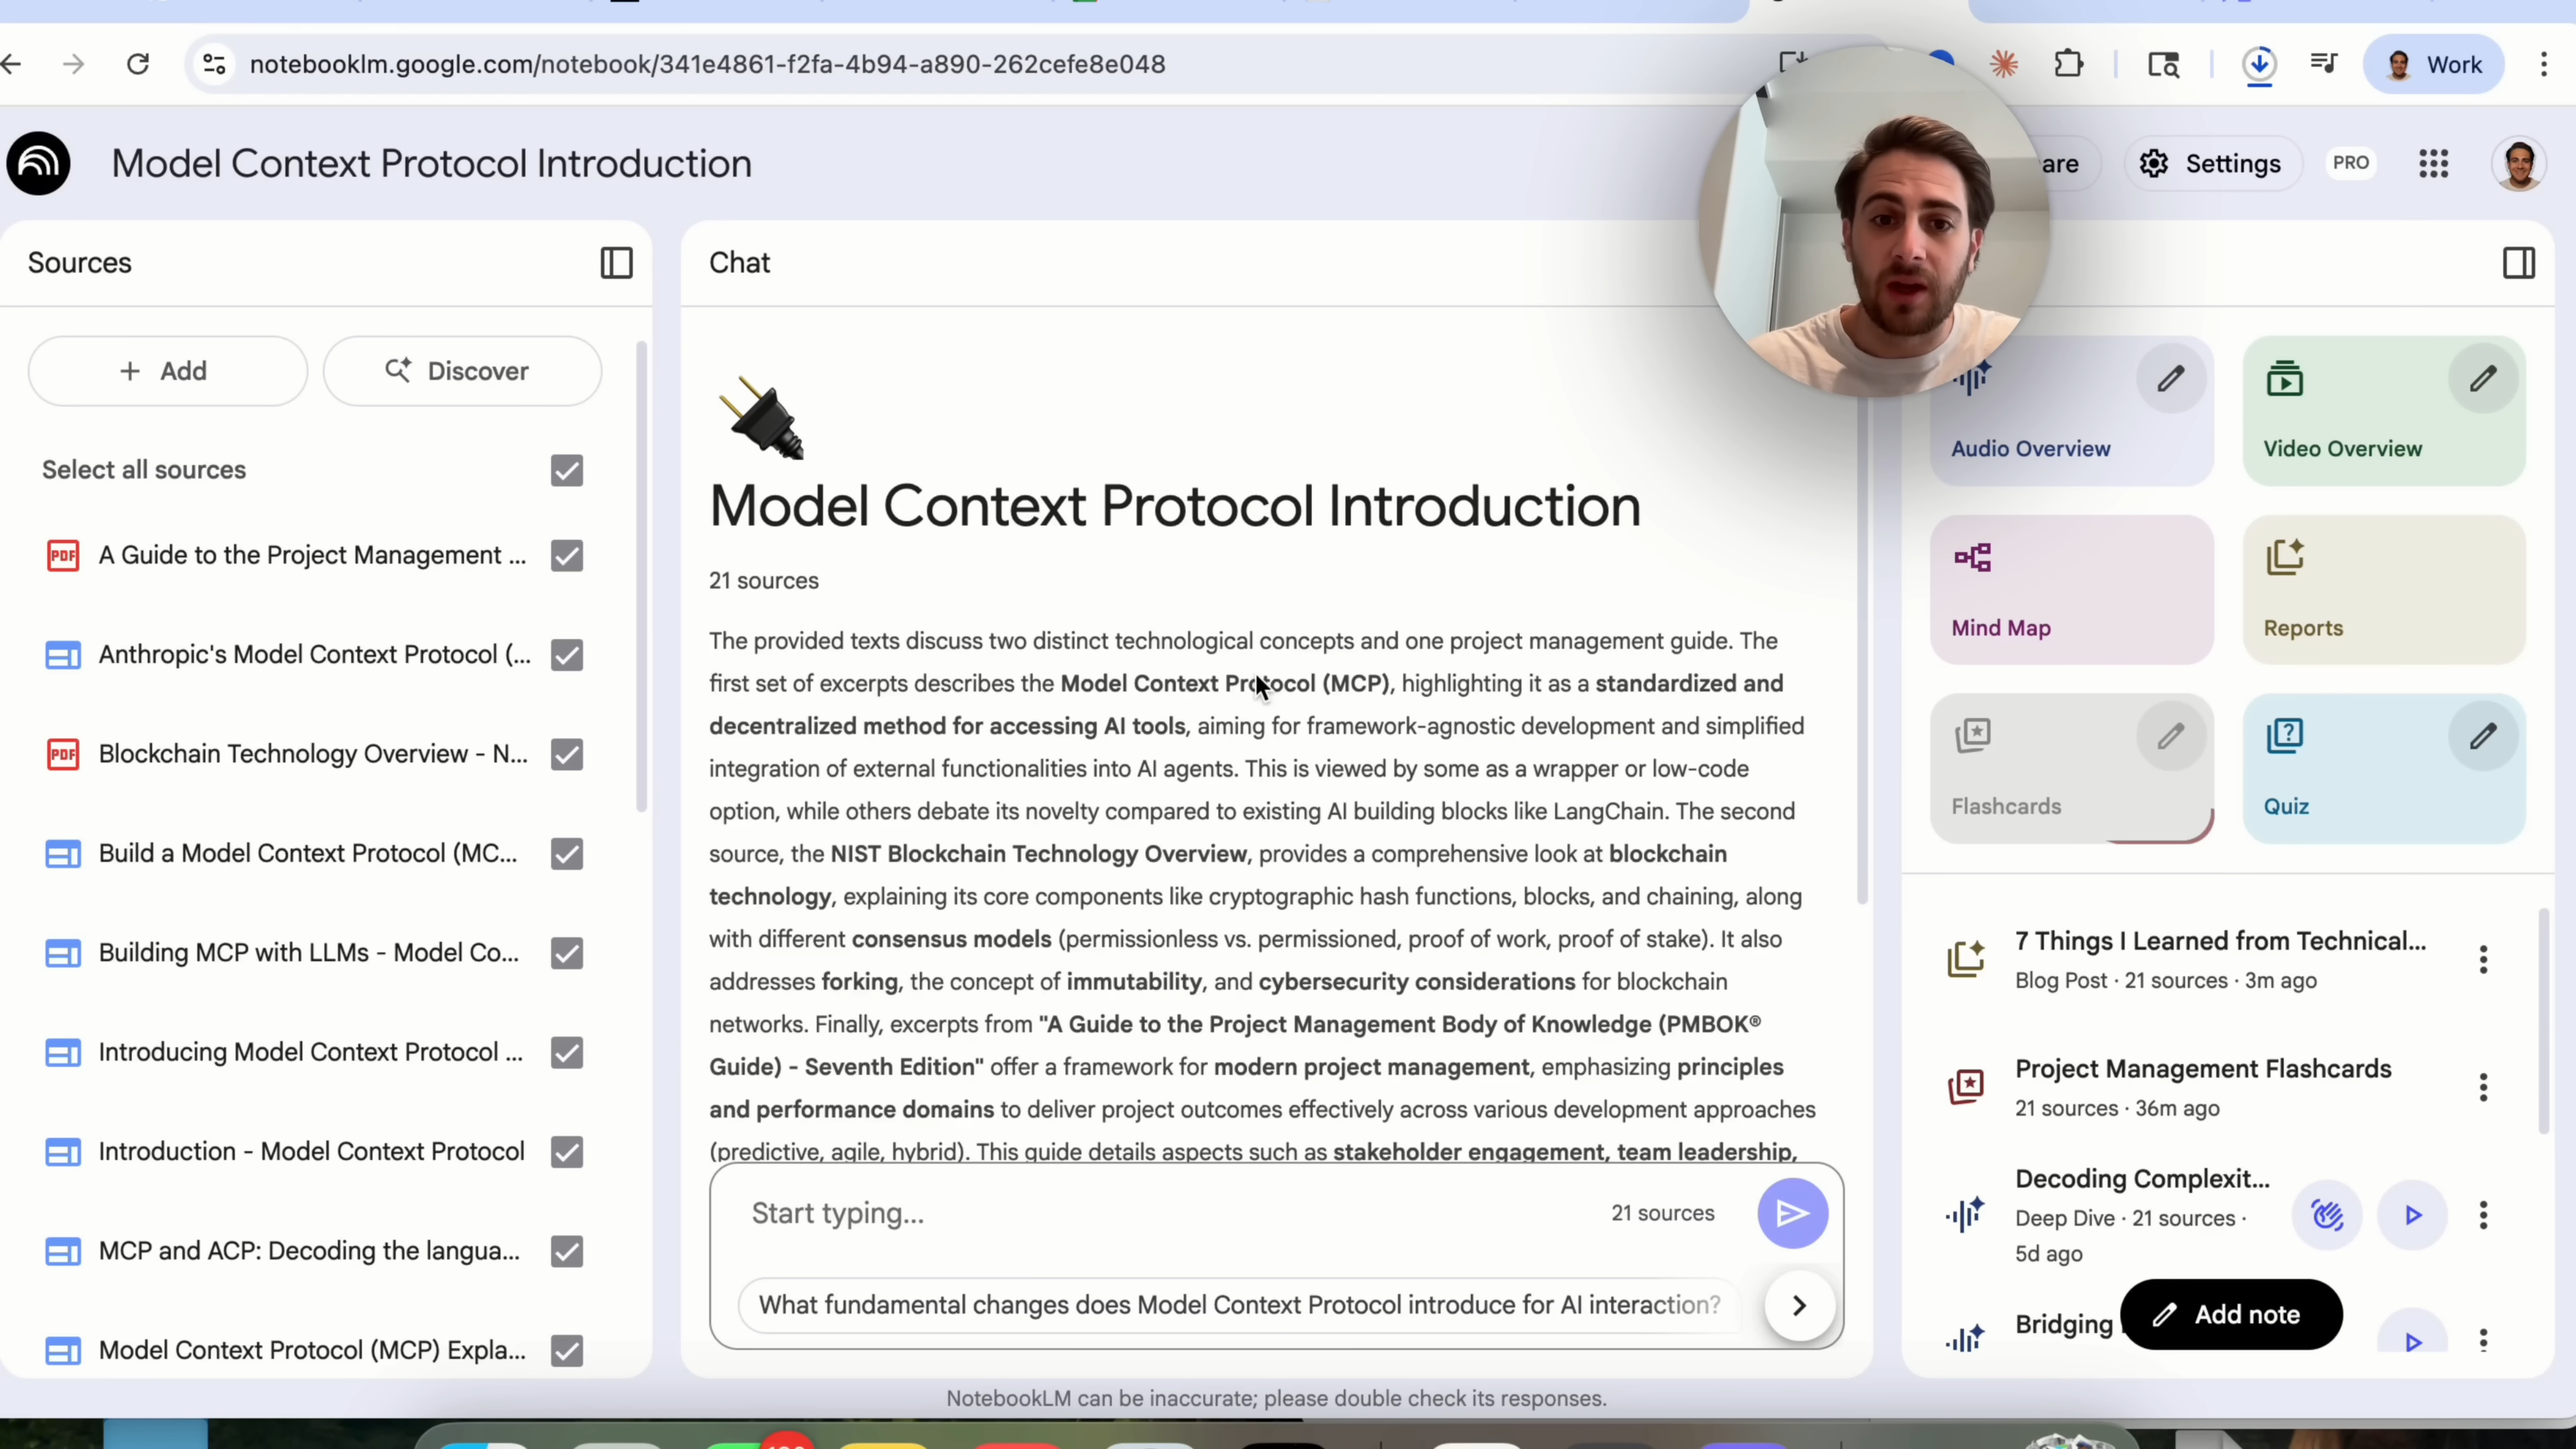 notebooklm.google.com/notebook/341e4861-f2fa-4b94-a890-262cefe8e048
Work
Model Context Protocol Introduction
are
Settings
PRO
Sources
Add
Discover
Select all sources
PDF
A Guide to the Project Management ...
Anthropic's Model Context Protocol (...
PDF
Blockchain Technology Overview - N...
Build a Model Context Protocol (MC...
Building MCP with LLMs - Model Co...
Introducing Model Context Protocol ...
Introduction - Model Context Protocol
MCP and ACP: Decoding the langua...
Model Context Protocol (MCP) Expla...
Chat
Model Context Protocol Introduction
21 sources
The provided texts discuss two distinct technological concepts and one project management guide. The
first set of excerpts describes the Model Context Protocol (MCP), highlighting it as a standardized and
decentralized method for accessing AI tools, aiming for framework-agnostic development and simplified
integration of external functionalities into AI agents. This is viewed by some as a wrapper or low-code
option, while others debate its novelty compared to existing AI building blocks like LangChain. The second
source, the NIST Blockchain Technology Overview, provides a comprehensive look at blockchain
technology, explaining its core components like cryptographic hash functions, blocks, and chaining, along
with different consensus models (permissionless vs. permissioned, proof of work, proof of stake). It also
addresses forking, the concept of immutability, and cybersecurity considerations for blockchain
networks. Finally, excerpts from "A Guide to the Project Management Body of Knowledge (PMBOK®
Guide) - Seventh Edition" offer a framework for modern project management, emphasizing principles
and performance domains to deliver project outcomes effectively across various development approaches
(predictive, agile, hybrid). This guide details aspects such as stakeholder engagement, team leadership,
Start typing...
21 sources
What fundamental changes does Model Context Protocol introduce for AI interaction?
NotebookLM can be inaccurate; please double check its responses.
Audio Overview
Video Overview
Mind Map
Reports
Flashcards
Quiz
7 Things I Learned from Technical...
Blog Post · 21 sources · 3m ago
Project Management Flashcards
21 sources · 36m ago
Decoding Complexit...
Deep Dive · 21 sources ·
5d ago
Bridging
Add note